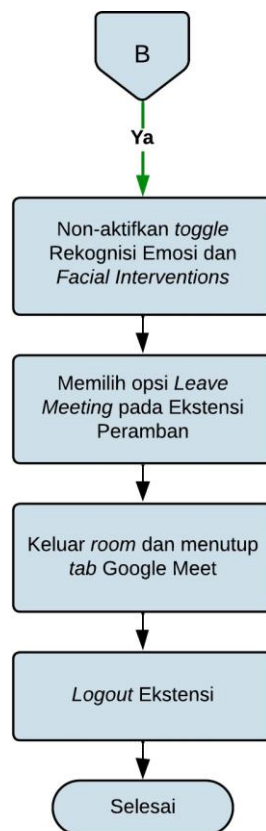 B
Ya
Non-aktifkan toggle
Rekognisi Emosi dan
Facial Interventions
Memilih opsi Leave
Meeting pada Ekstensi
Peramban
Keluar room dan menutup
tab Google Meet
Logout Ekstensi
Selesai